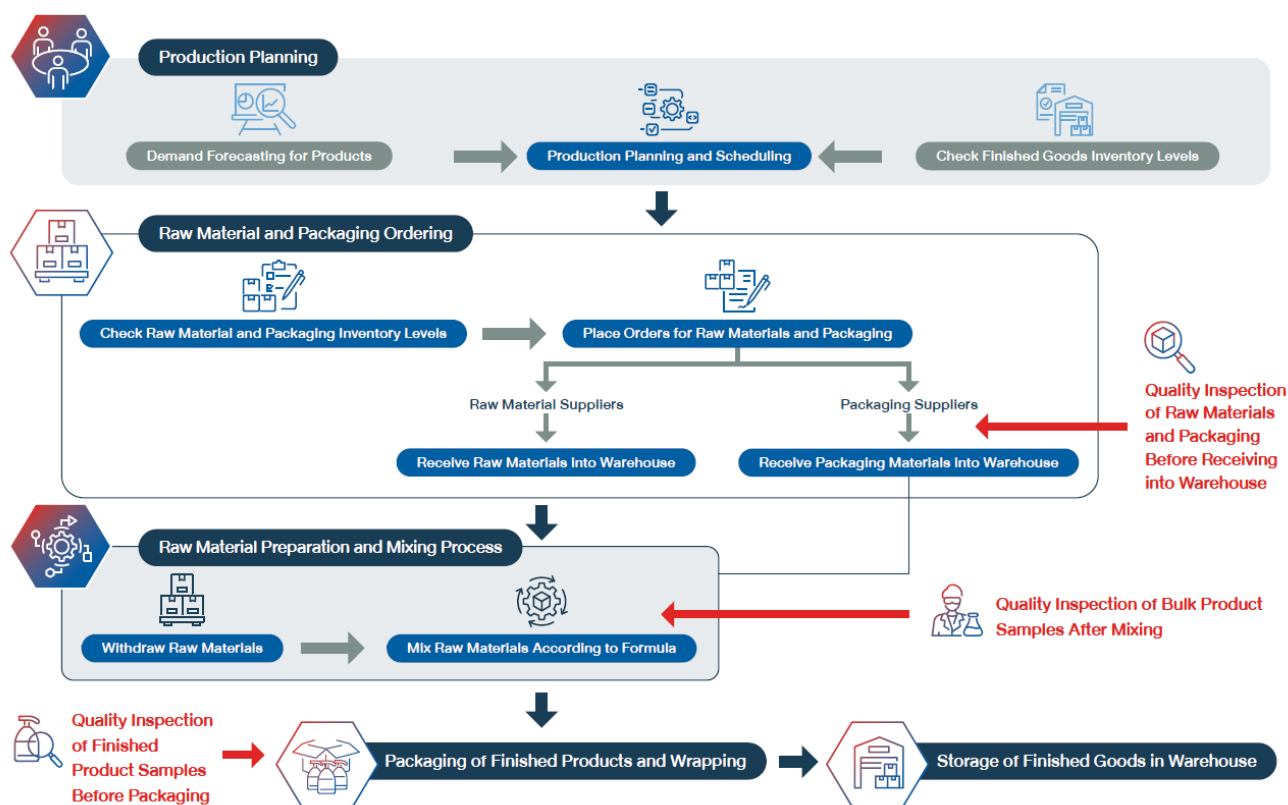 Production Planning
Demand Forecasting for Products
Production Planning and Scheduling
Check Finished Goods Inventory Levels
Raw Material and Packaging Ordering
Check Raw Material and Packaging Inventory Levels
Place Orders for Raw Materials and Packaging
Raw Material Suppliers
Packaging Suppliers
Receive Raw Materials into Warehouse
Receive Packaging Materials into Warehouse
Quality Inspection
of Raw Materials
and Packaging
Before Receiving
into Warehouse
Raw Material Preparation and Mixing Process
Withdraw Raw Materials
Mix Raw Materials According to Formula
Quality Inspection of Bulk Product
Samples After Mixing
Quality Inspection
of Finished
Product Samples
Before Packaging
Packaging of Finished Products and Wrapping
Storage of Finished Goods in Warehouse